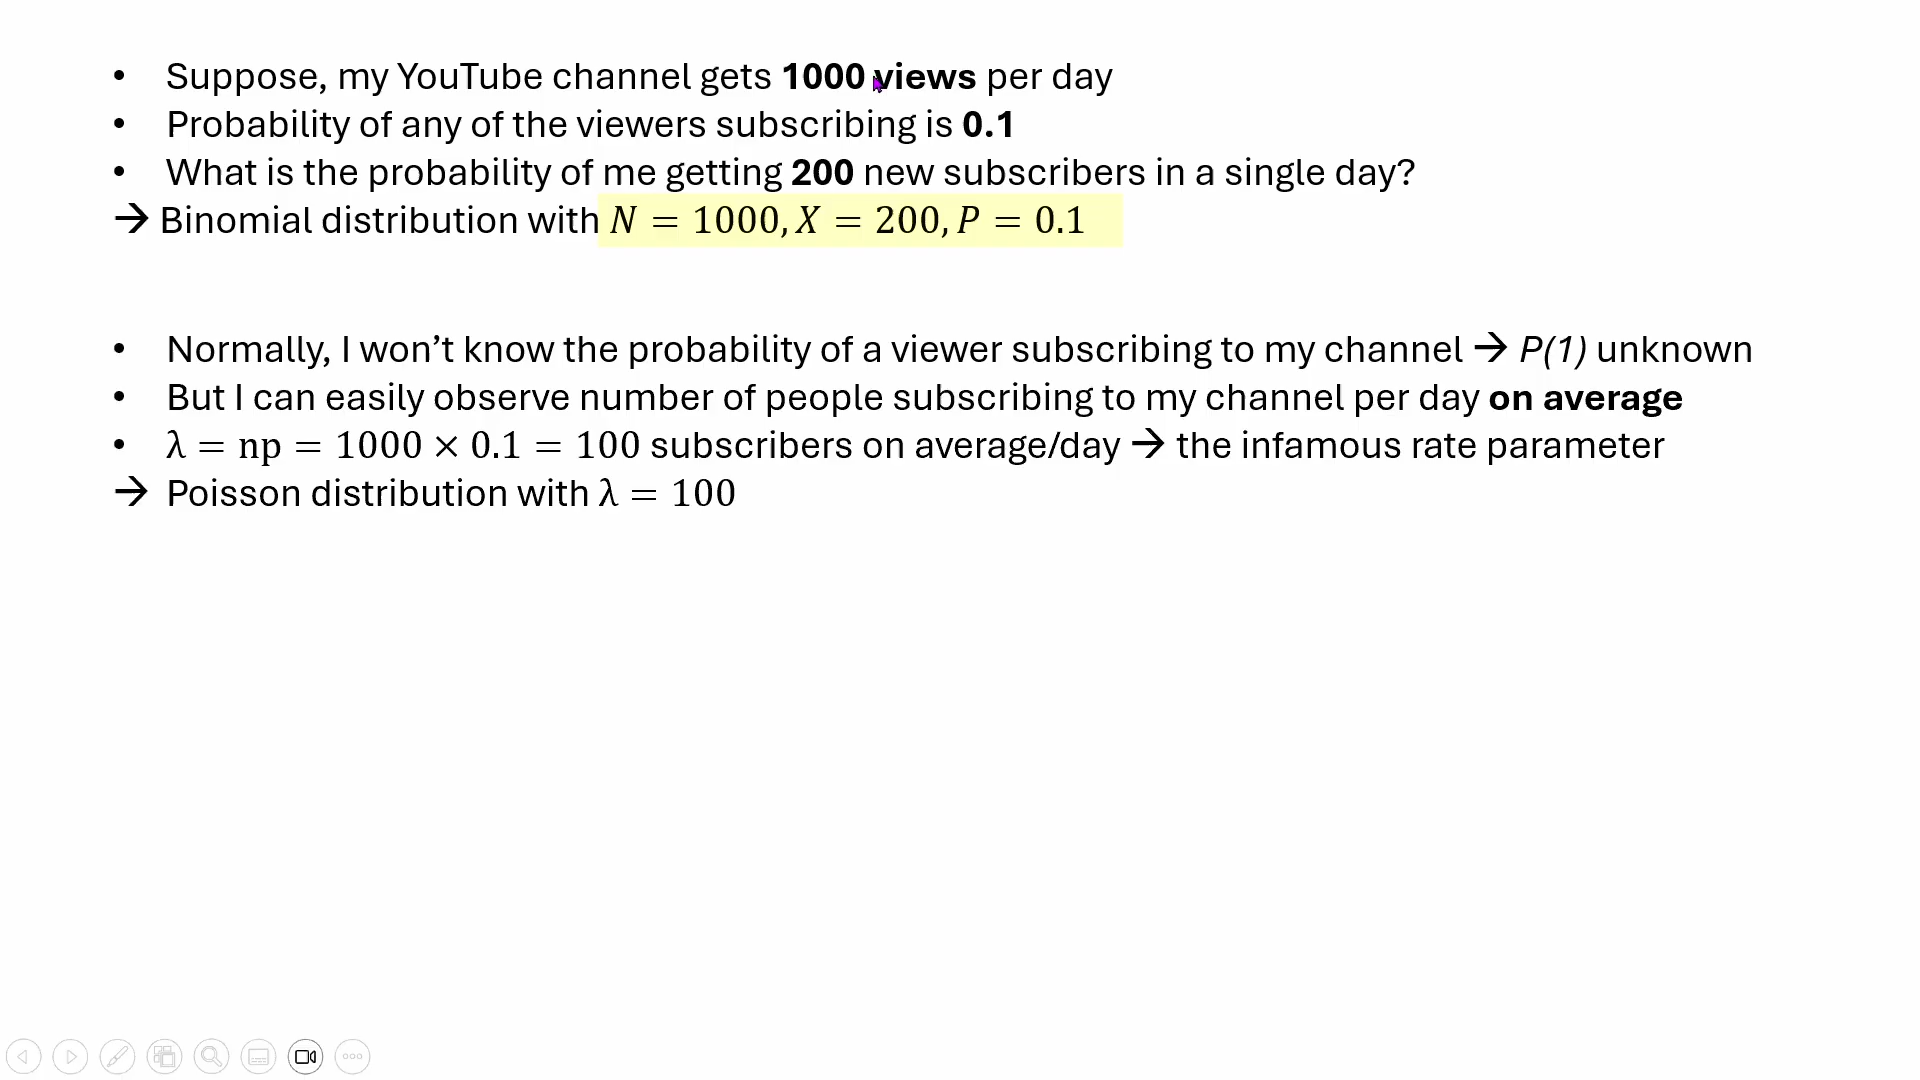 • Suppose, my YouTube channel gets 1000 views per day
• Probability of any of the viewers subscribing is 0.1
• What is the probability of me getting 200 new subscribers in a single day?
→ Binomial distribution with N = 1000, X = 200, P = 0.1
• Normally, I won’t know the probability of a viewer subscribing to my channel → P(1) unknown
• But I can easily observe number of people subscribing to my channel per day on average
• λ = np = 1000 × 0.1 = 100 subscribers on average/day → the infamous rate parameter
→ Poisson distribution with λ = 100